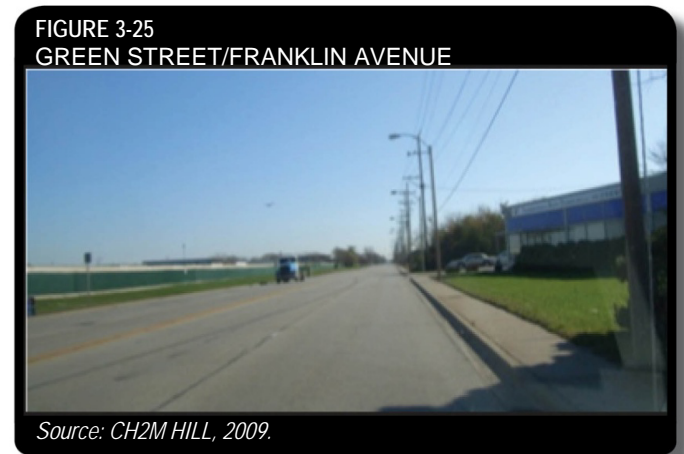 FIGURE 3-25
GREEN STREET/FRANKLIN AVENUE
Source: CH2M HILL, 2009.